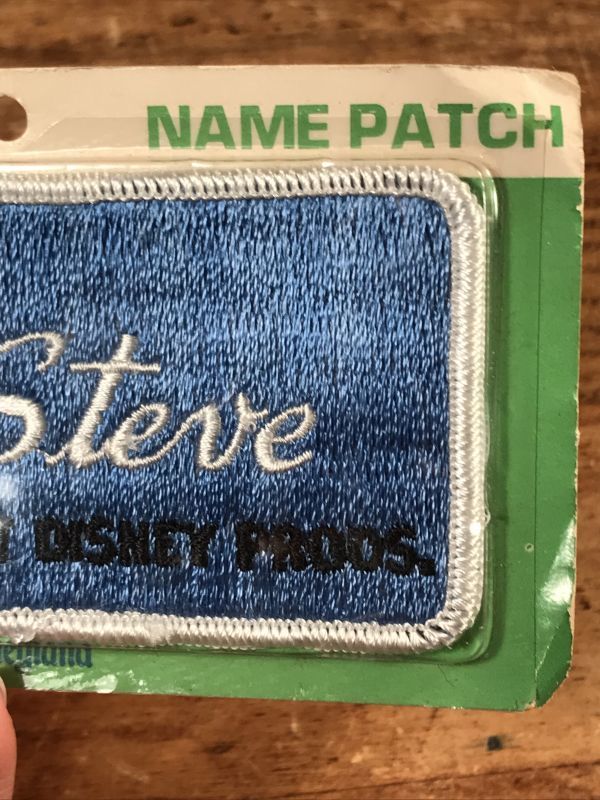 NAME PATCH
Steve
DISNEY PRODS.